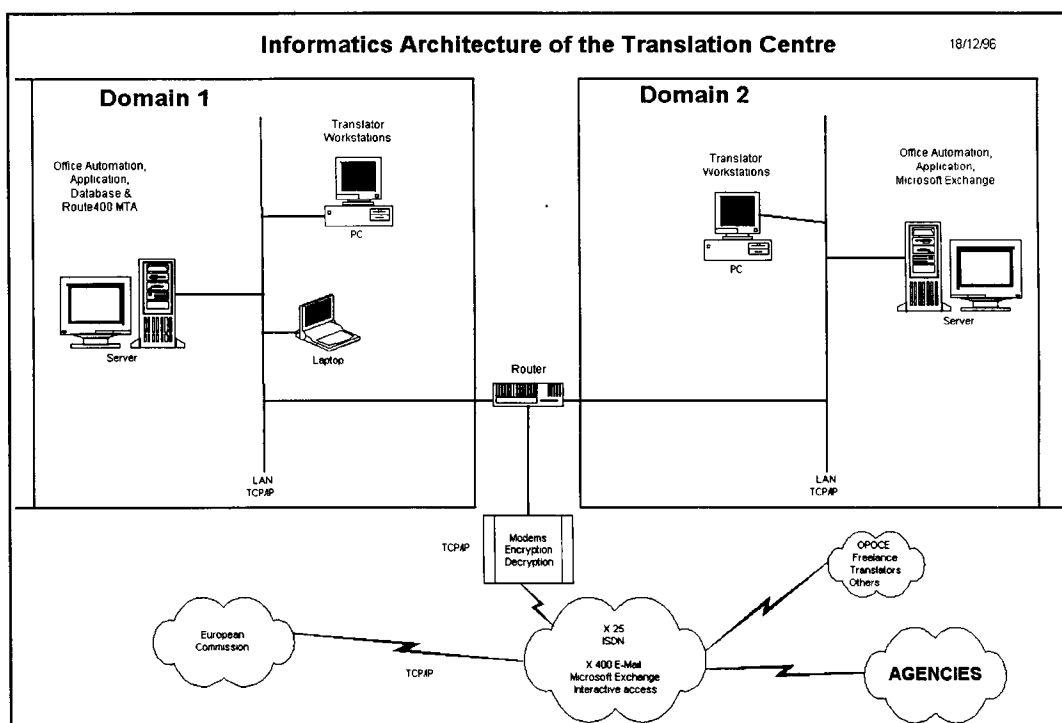 Informatics Architecture of the Translation Centre
18/12/96
Domain 1
Translator
Workstations
Office Automation,
Application,
Database &
Route400 MTA
PC
Server
Laptop
LAN
TCP/IP
Domain 2
Translator
Workstations
Office Automation,
Application,
Microsoft Exchange
PC
Server
LAN
TCP/IP
Router
TCP/IP
Modems
Encryption
Decryption
OPOCE
Freelance
Translators
Others
European
Commission
TCP/IP
X 25
ISDN
X 400 E-Mail
Microsoft Exchange
Interactive access
AGENCIES